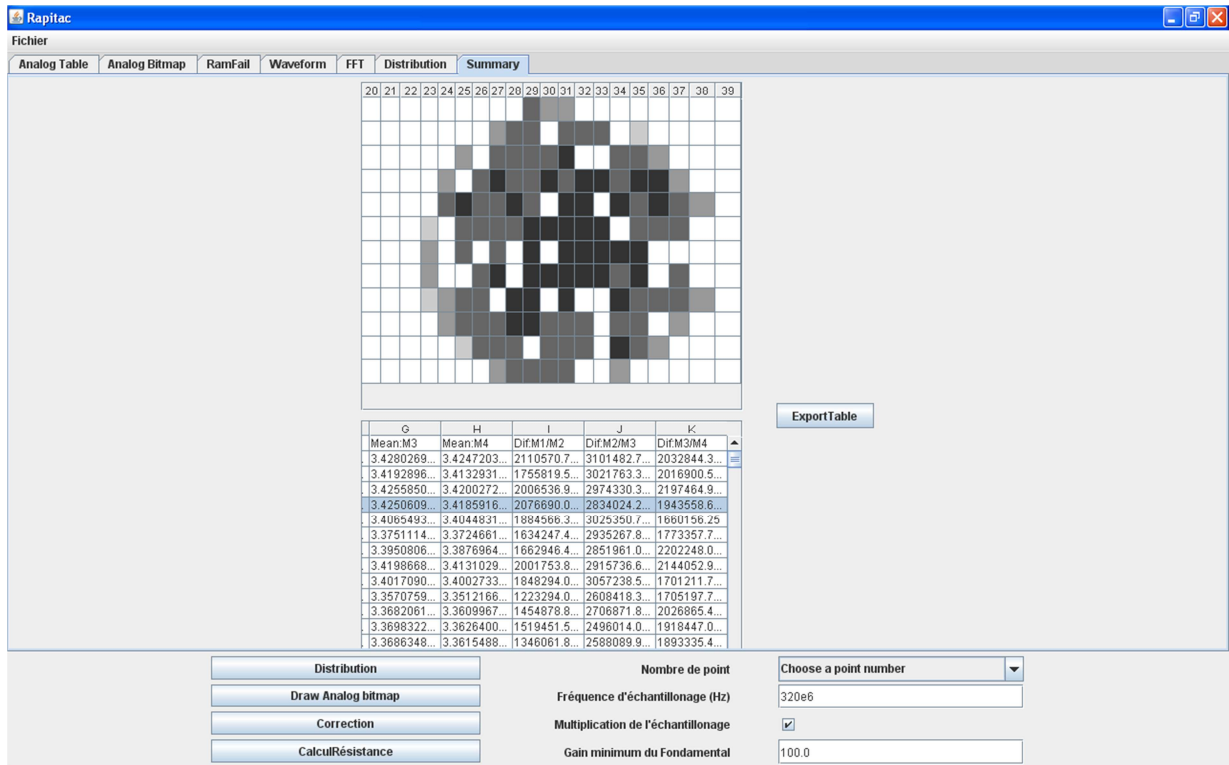 Rapitac
Fichier
Analog Table Analog Bitmap RamFail Waveform FFT Distribution Summary
20 21 22 23 24 25 26 27 28 29 30 31 32 33 34 35 36 37 38 39
ExportTable
G H I J K
Mean:M3 Mean:M4 Dif:M1/M2 Dif:M2/M3 Dif:M3/M4
3.4280269... 3.4247203... 2110570.7... 3101482.7... 2032844.3...
3.4192896... 3.4132931... 1755819.5... 3021763.3... 2016900.5...
3.4255850... 3.4200272... 2006536.9... 2974330.3... 2197464.9...
3.4250609... 3.4185916... 2076690.0... 2834024.2... 1943558.6...
3.4065493... 3.4044831... 1884566.3... 3025350.7... 1660156.25
3.3751114... 3.3724661... 1634247.4... 2935267.8... 1773357.7...
3.3950806... 3.3876964... 1662946.4... 2851961.0... 2202248.0...
3.4198668... 3.4131029... 2001753.8... 2915736.6... 2144052.9...
3.4017090... 3.4002733... 1848294.0... 3057238.5... 1701211.7...
3.3570759... 3.3512166... 1223294.0... 2608418.3... 1705197.7...
3.3682061... 3.3609967... 1454878.8... 2706871.8... 2026865.4...
3.3698322... 3.3626400... 1519451.5... 2496014.0... 1918447.0...
3.3686348... 3.3615488... 1346061.8... 2588089.9... 1893335.4...
Distribution
Draw Analog bitmap
Correction
CalculRésistance
Nombre de point Choose a point number
Fréquence d'échantillonage (Hz) 320e6
Multiplication de l'échantillonage
Gain minimum du Fondamental 100.0